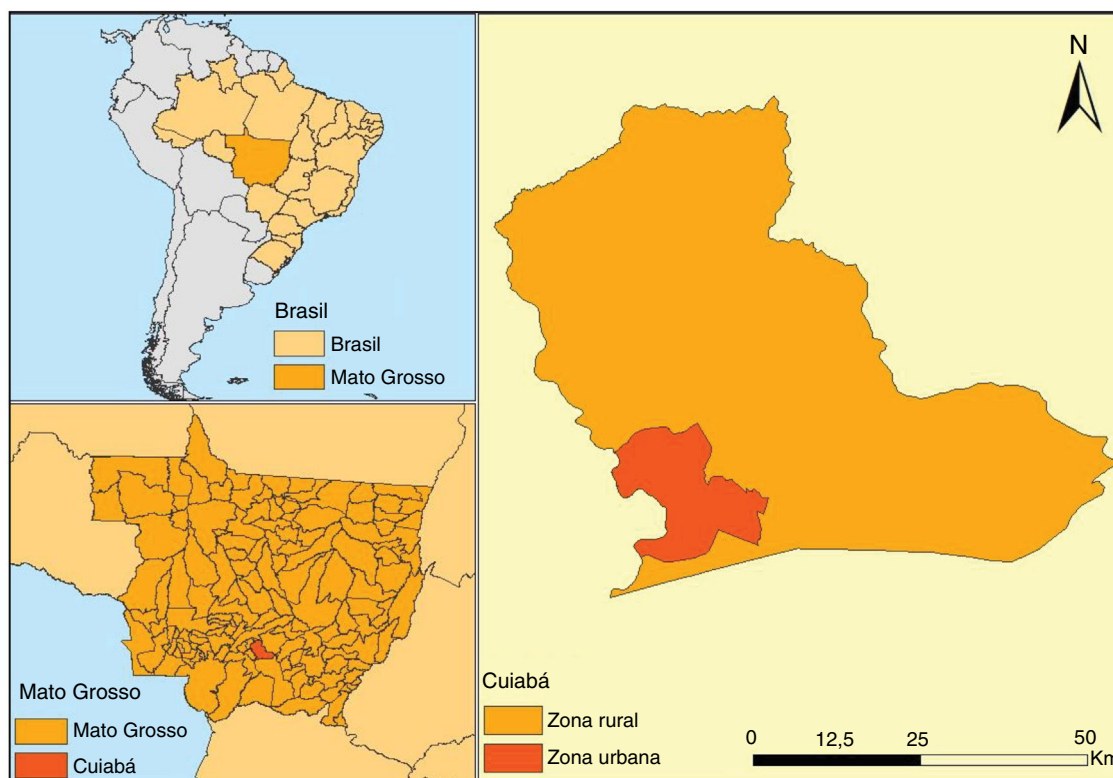 Brasil
Brasil
Mato Grosso
Mato Grosso
Mato Grosso
Cuiabá
N
Cuiabá
Zona rural
Zona urbana
0 12,5 25 50
Km